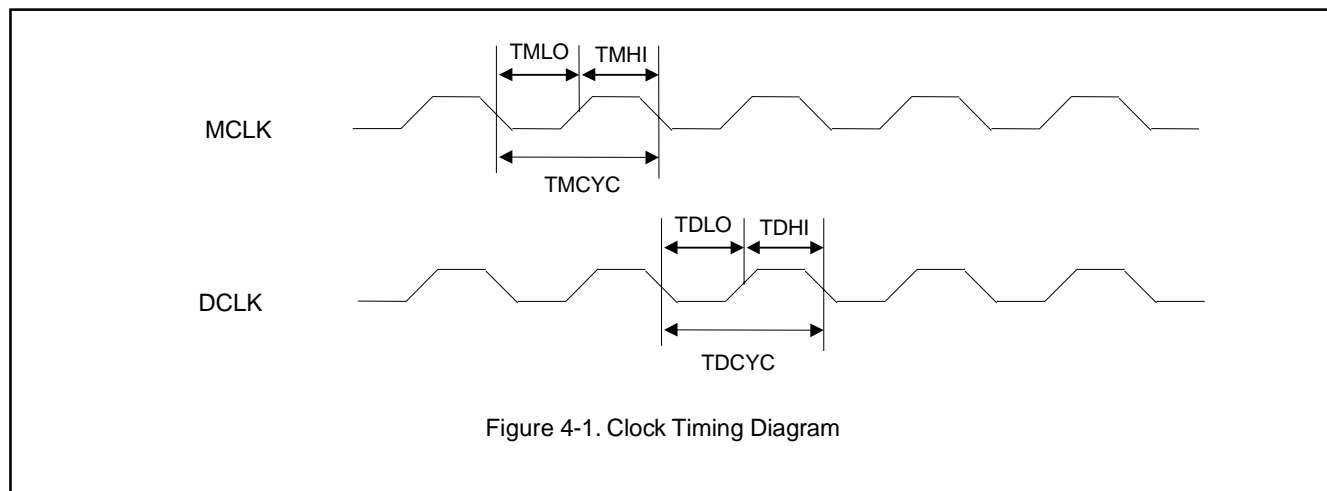 TMLO TMHI
MCLK
TMCYC
TDLO TDHI
DCLK
TDCYC
Figure 4-1. Clock Timing Diagram